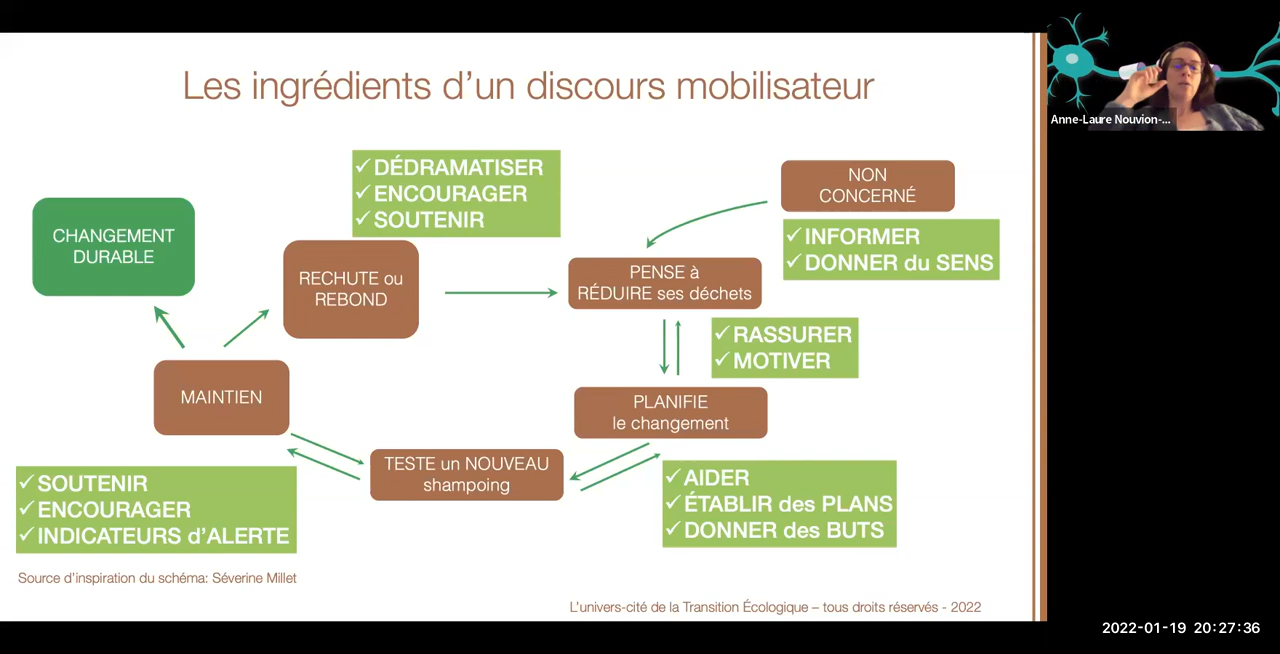 Les ingrédients d’un discours mobilisateur
Anne-Laure Nouvion-...
✓ DÉDRAMATISER
✓ ENCOURAGER
✓ SOUTENIR
NON
CONCERNÉ
✓ INFORMER
✓ DONNER du SENS
CHANGEMENT
DURABLE
RECHUTE ou
REBOND
PENSE à
RÉDUIRE ses déchets
✓ RASSURER
✓ MOTIVER
MAINTIEN
PLANIFIE
le changement
TESTE un NOUVEAU
shampoing
✓ AIDER
✓ ÉTABLIR des PLANS
✓ DONNER des BUTS
✓ SOUTENIR
✓ ENCOURAGER
✓ INDICATEURS d’ALERTE
Source d’inspiration du schéma: Séverine Millet
L’univers-cité de la Transition Écologique – tous droits réservés - 2022
2022-01-19 20:27:36